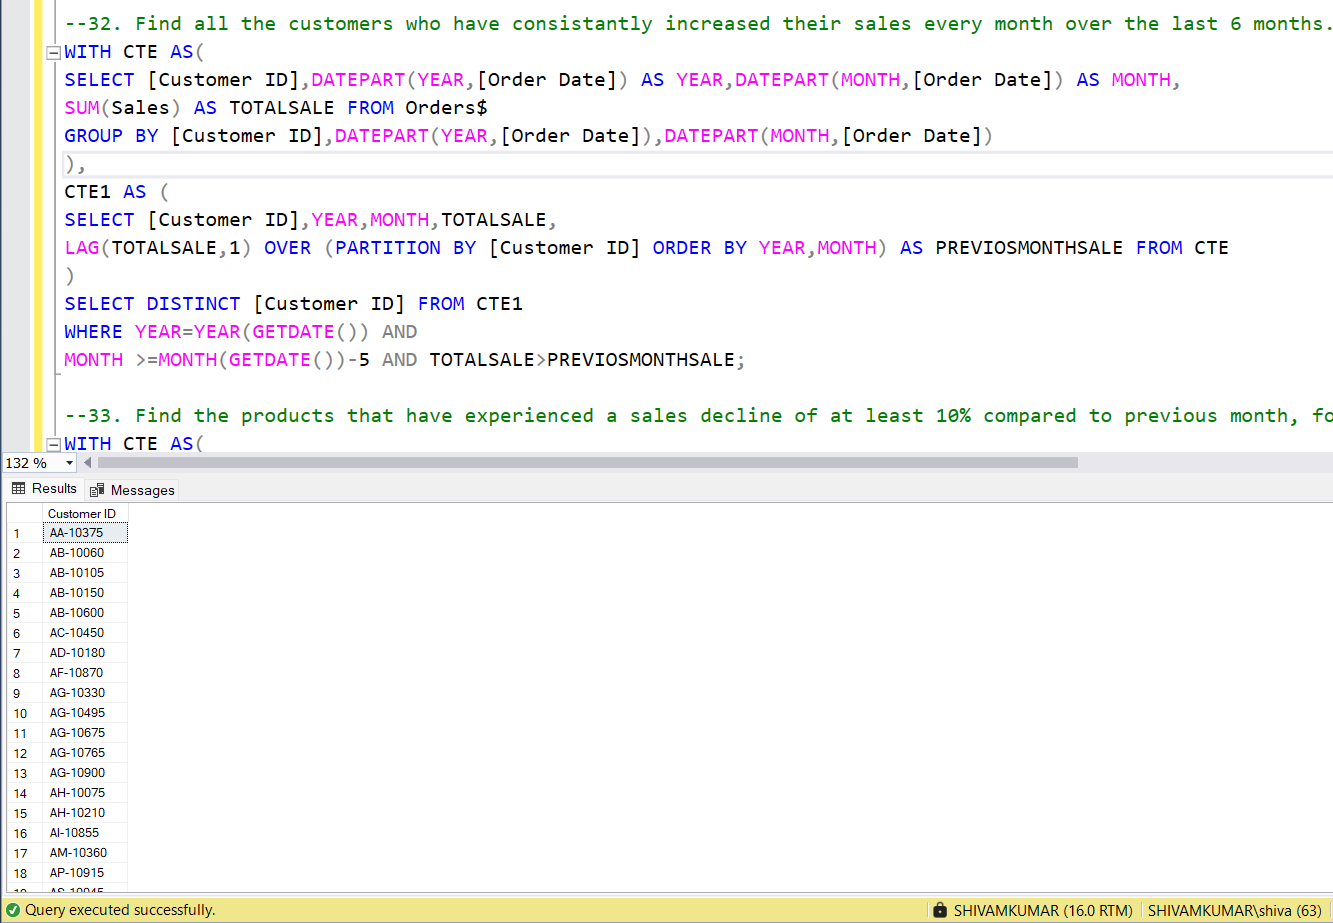 --32. Find all the customers who have consistantly increased their sales every month over the last 6 months.
WITH CTE AS(
SELECT [Customer ID],DATEPART(YEAR,[Order Date]) AS YEAR,DATEPART(MONTH,[Order Date]) AS MONTH,
SUM(Sales) AS TOTALSALE FROM Orders$
GROUP BY [Customer ID],DATEPART(YEAR,[Order Date]),DATEPART(MONTH,[Order Date])
),
CTE1 AS (
SELECT [Customer ID],YEAR,MONTH,TOTALSALE,
LAG(TOTALSALE,1) OVER (PARTITION BY [Customer ID] ORDER BY YEAR,MONTH) AS PREVIOSMONTHSALE FROM CTE
)
SELECT DISTINCT [Customer ID] FROM CTE1
WHERE YEAR=YEAR(GETDATE()) AND
MONTH >=MONTH(GETDATE())-5 AND TOTALSALE>PREVIOSMONTHSALE;
--33. Find the products that have experienced a sales decline of at least 10% compared to previous month, fo
WITH CTE AS(
132 %
Results Messages
Customer ID
1 AA-10375
2 AB-10060
3 AB-10105
4 AB-10150
5 AB-10600
6 AC-10450
7 AD-10180
8 AF-10870
9 AG-10330
10 AG-10495
11 AG-10675
12 AG-10765
13 AG-10900
14 AH-10075
15 AH-10210
16 AI-10855
17 AM-10360
18 AP-10915
Query executed successfully. SHIVAMKUMAR (16.0 RTM) SHIVAMKUMAR\shiva (63)